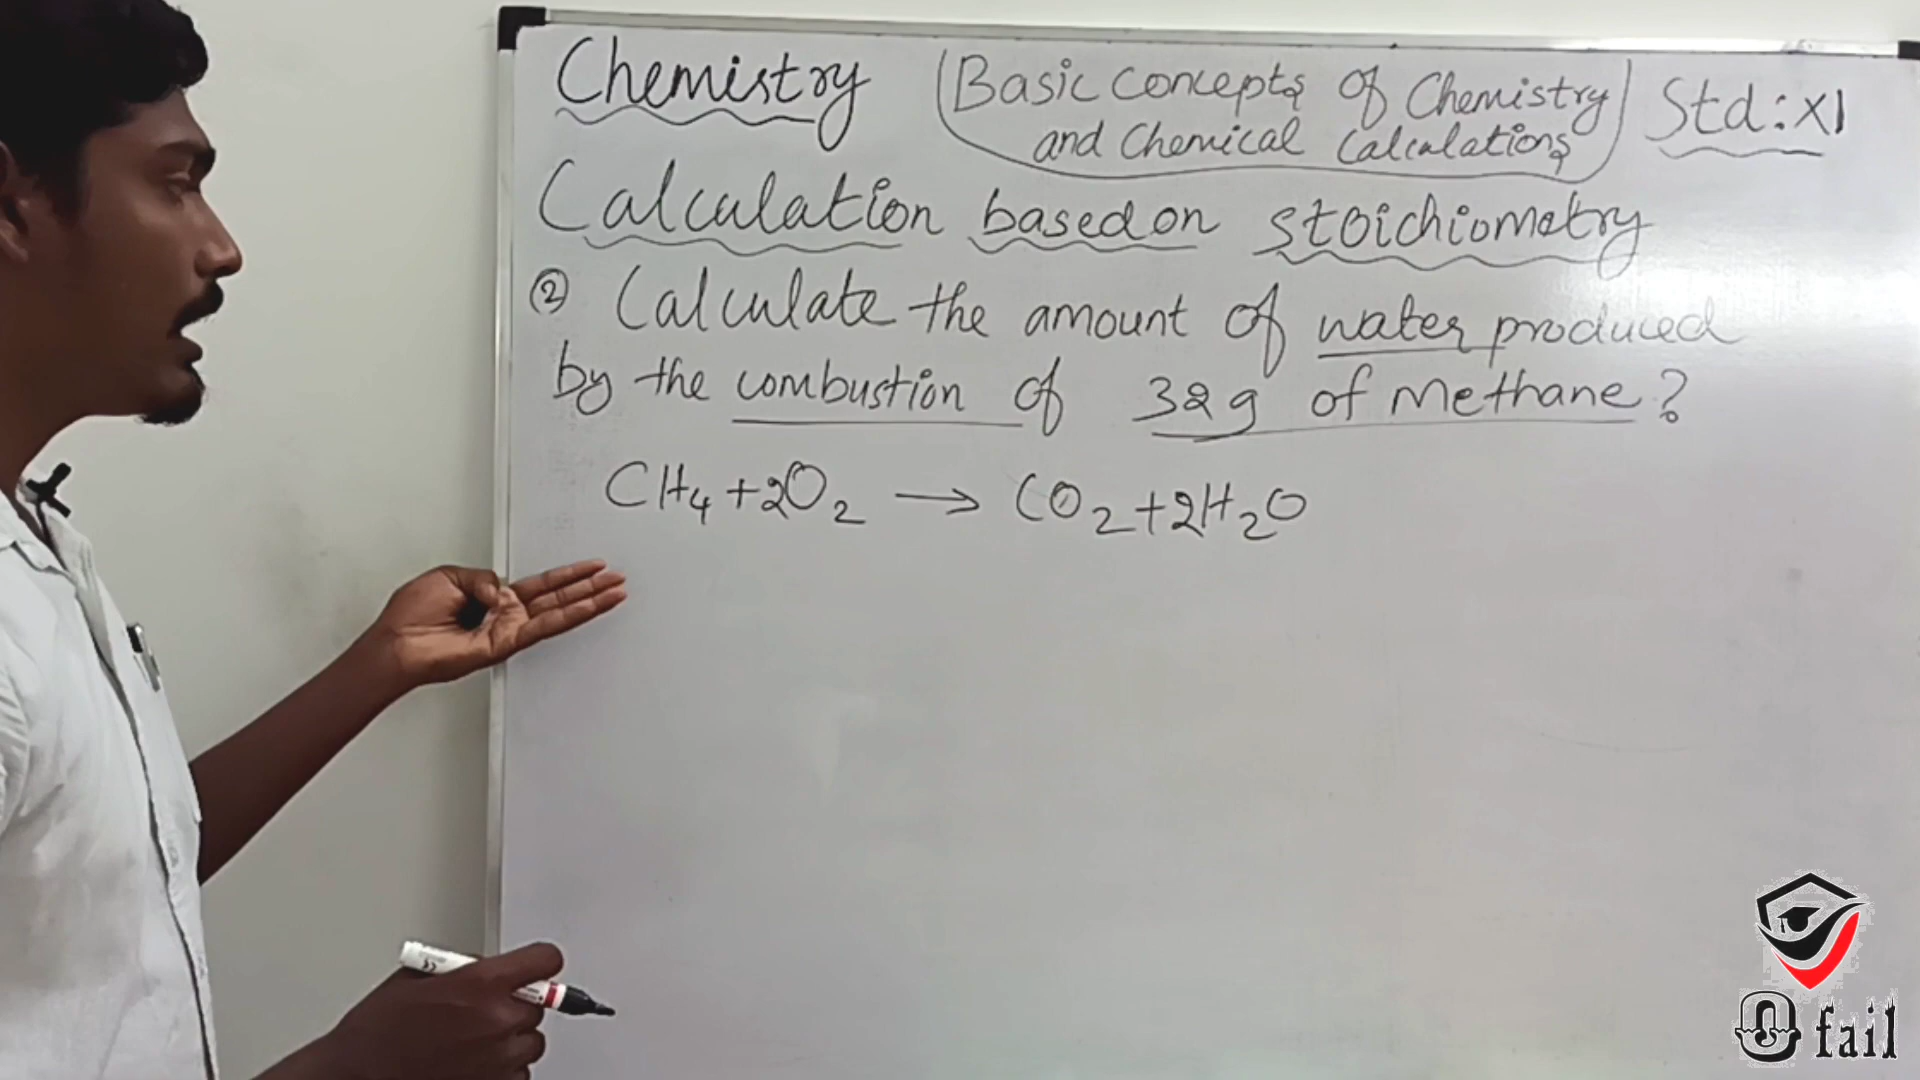 Chemistry (Basic concepts of Chemistry and Chemical Calculations) Std : XI
Calculation based on stoichiometry
② Calculate the amount of water produced
by the combustion of 32g of Methane?
CH₄+2O₂ → CO₂+2H₂O
0 fail